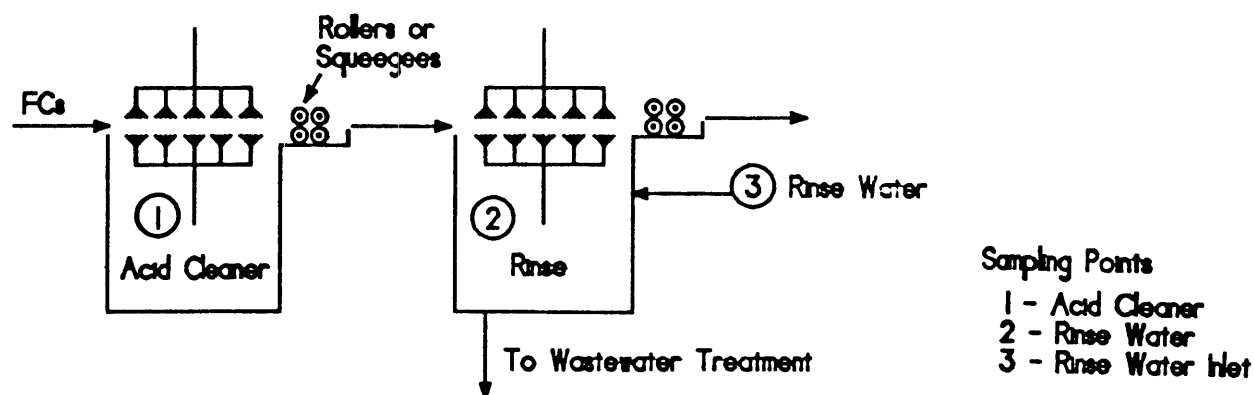 Rollers or
Squeegees
FCs
3 Rinse Water
1
2
Acid Cleaner
Rinse
To Wastewater Treatment
Sampling Points
1 - Acid Cleaner
2 - Rinse Water
3 - Rinse Water Inlet